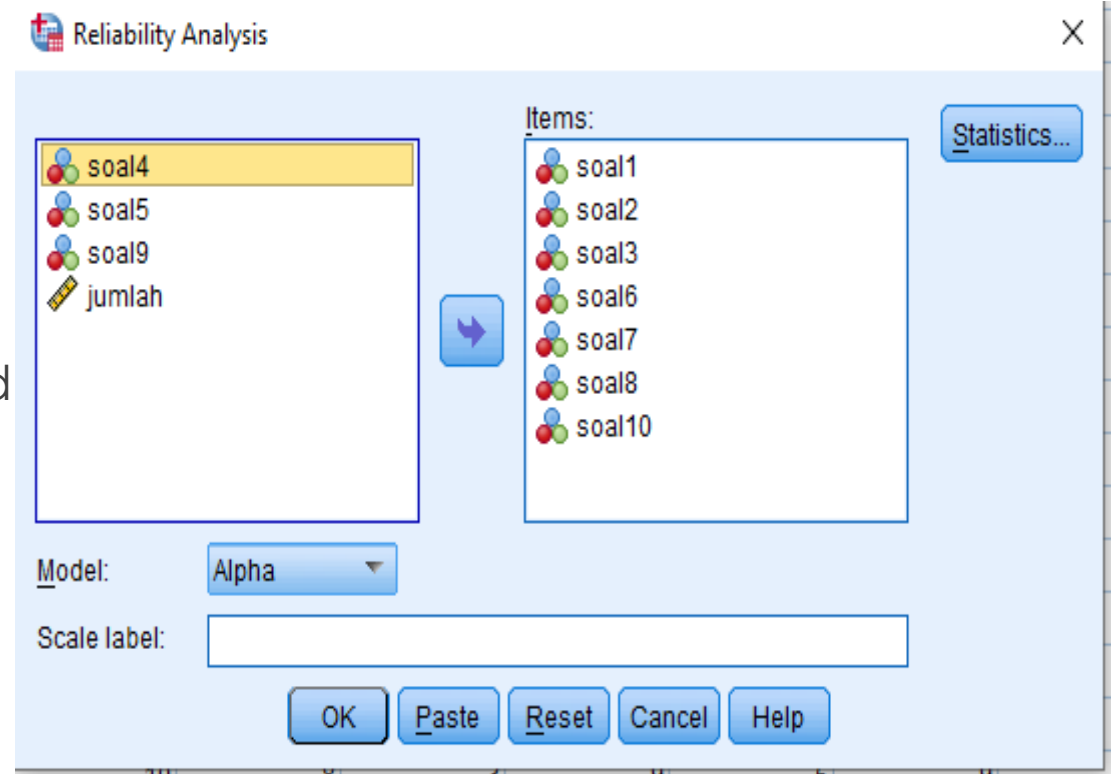 Reliability Analysis
Items:
Statistics...
soal4
soal5
soal9
jumlah
soal1
soal2
soal3
soal6
soal7
soal8
soal10
d
Model:
Alpha
Scale label:
OK Paste Reset Cancel Help